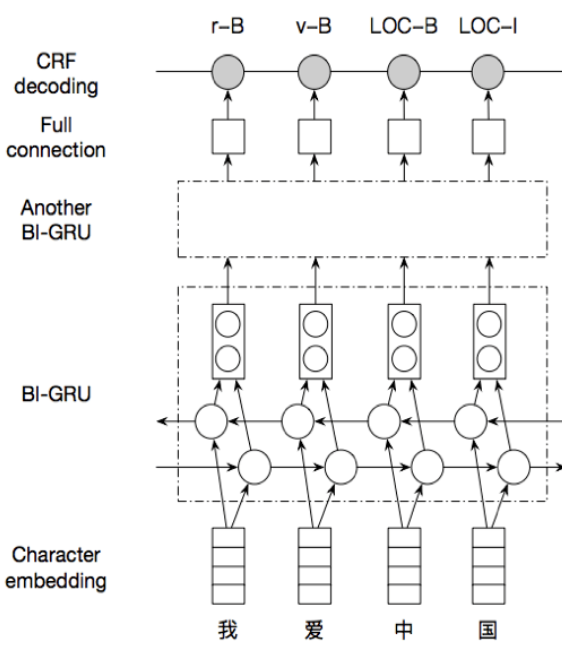 r-B v-B LOC-B LOC-I
CRF
decoding
Full
connection
Another
BI-GRU
BI-GRU
Character
embedding
我 爱 中 国